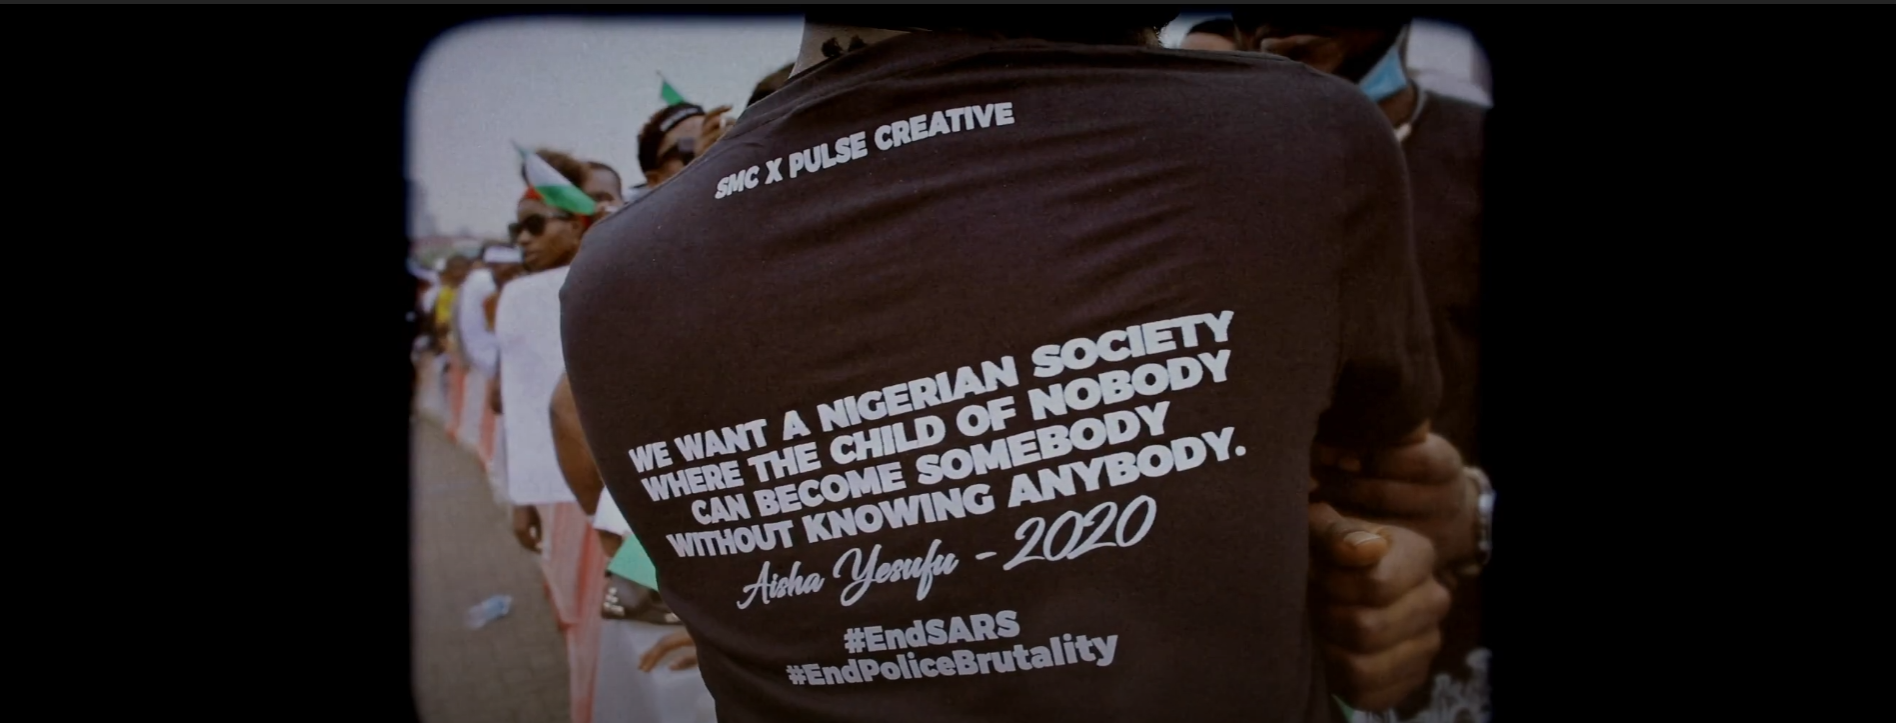 SMC X PULSE CREATIVE
WE WANT A NIGERIAN SOCIETY
WHERE THE CHILD OF NOBODY
CAN BECOME SOMEBODY
WITHOUT KNOWING ANYBODY.
Aisha Yesufu - 2020
#EndSARS
#EndPoliceBrutality